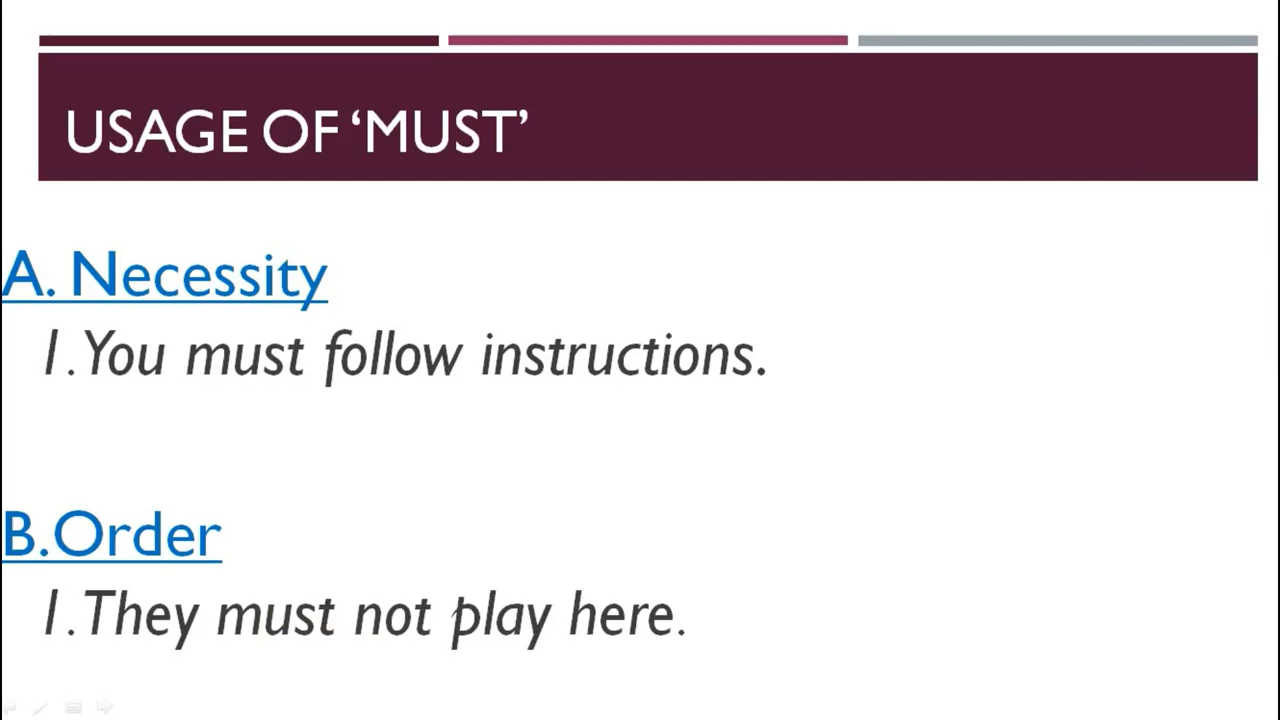 USAGE OF ‘MUST’
A. Necessity
1. You must follow instructions.
B.Order
1. They must not play here.